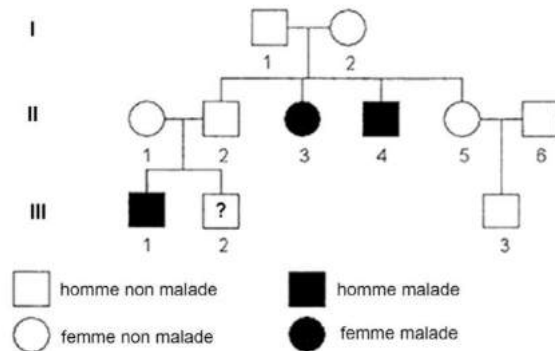 I
1 2
II
1 2 3 4 5 6
III
?
1 2 3
homme non malade homme malade
femme non malade femme malade